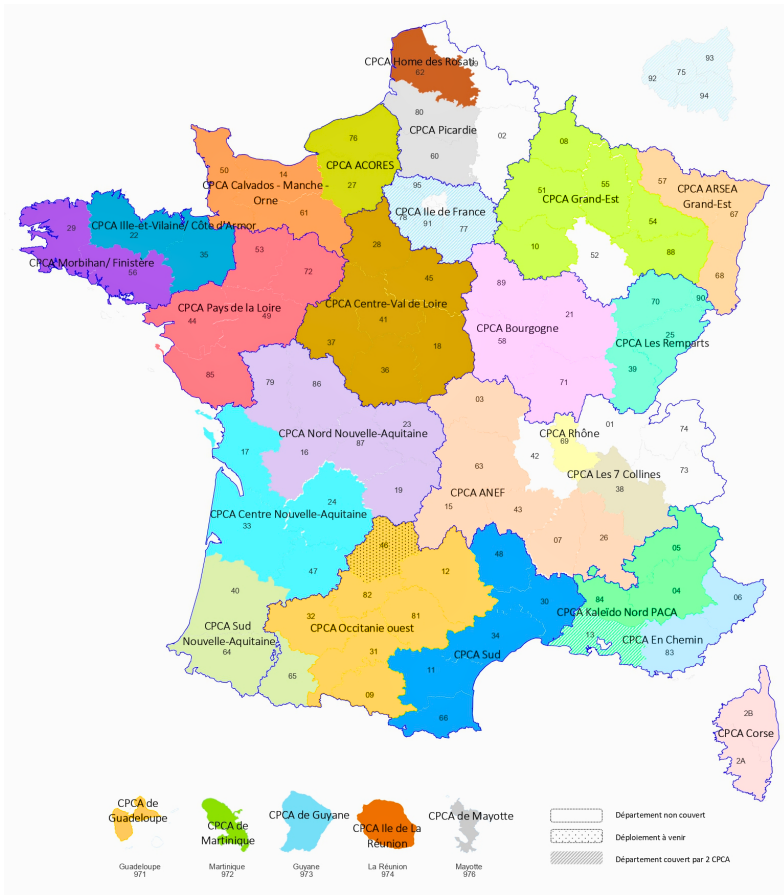 CPCA Home des Rosati
62
80
CPCA Picardie
60
02
93
92
75
94
76
CPCA ACORES
27
50
14
CPCA Calvados - Manche -
Orne
61
08
51
55
CPCA Grand-Est
54
10
52
88
57
CPCA ARSEA
Grand-Est
67
68
95
CPCA Ile de France
78
91
77
29
CPCA Ille-et-Vilaine/ Côte d'Armor
22
35
CPCA Morbihan/ Finistère
56
53
72
CPCA Pays de la Loire
44
49
85
28
45
CPCA Centre-Val de Loire
41
37
18
36
89
21
CPCA Bourgogne
58
71
70
90
25
CPCA Les Remparts
39
79
86
23
CPCA Nord Nouvelle-Aquitaine
87
16
19
03
63
CPCA ANEF
15
43
07
26
01
CPCA Rhône
69
42
74
73
CPCA Les 7 Collines
38
17
24
CPCA Centre Nouvelle-Aquitaine
33
47
46
12
82
32
81
CPCA Occitanie ouest
31
09
40
CPCA Sud
Nouvelle-Aquitaine
64
65
48
30
34
CPCA Sud
11
66
05
04
84
CPCA Kaleïdo Nord PACA
13
06
CPCA En Chemin
83
2B
CPCA Corse
2A
CPCA de
Guadeloupe
CPCA de
Martinique
CPCA de Guyane
CPCA Ile de La
Réunion
CPCA de Mayotte
Guadeloupe
971
Martinique
972
Guyane
973
La Réunion
974
Mayotte
976
Département non couvert
Déploiement à venir
Département couvert par 2 CPCA